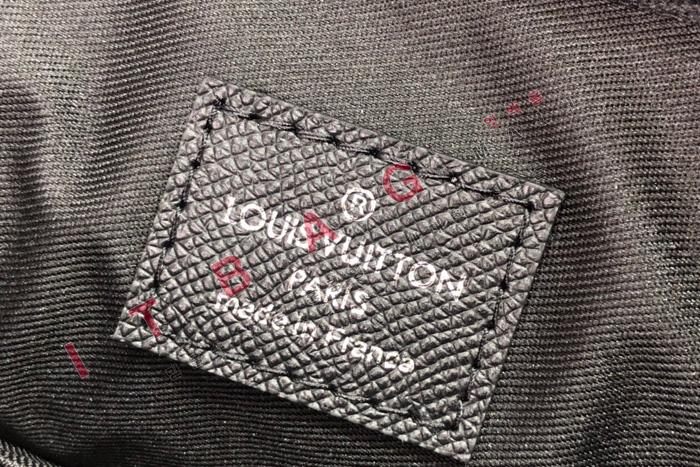 ®
LOUIS VUITTON
PARIS
made in France
I T B A G